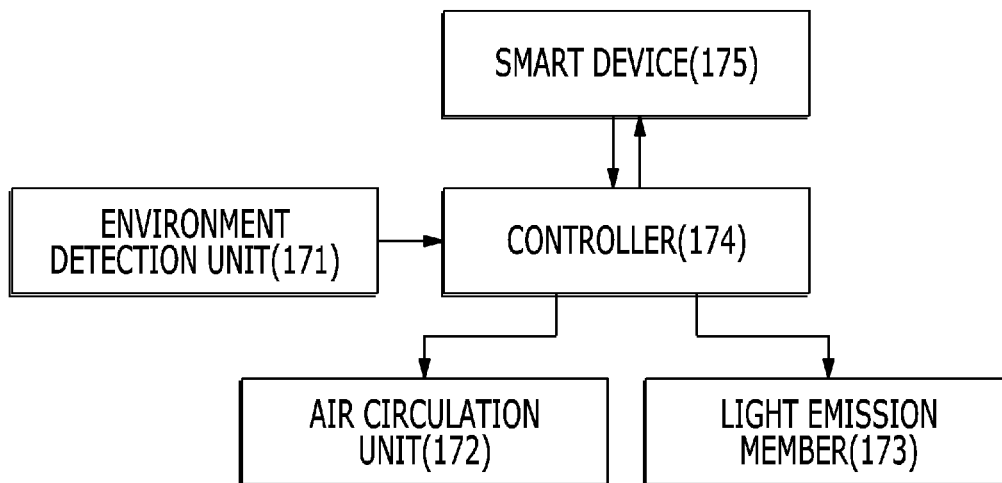 SMART DEVICE(175)
ENVIRONMENT
DETECTION UNIT(171)
CONTROLLER(174)
AIR CIRCULATION
UNIT(172)
LIGHT EMISSION
MEMBER(173)